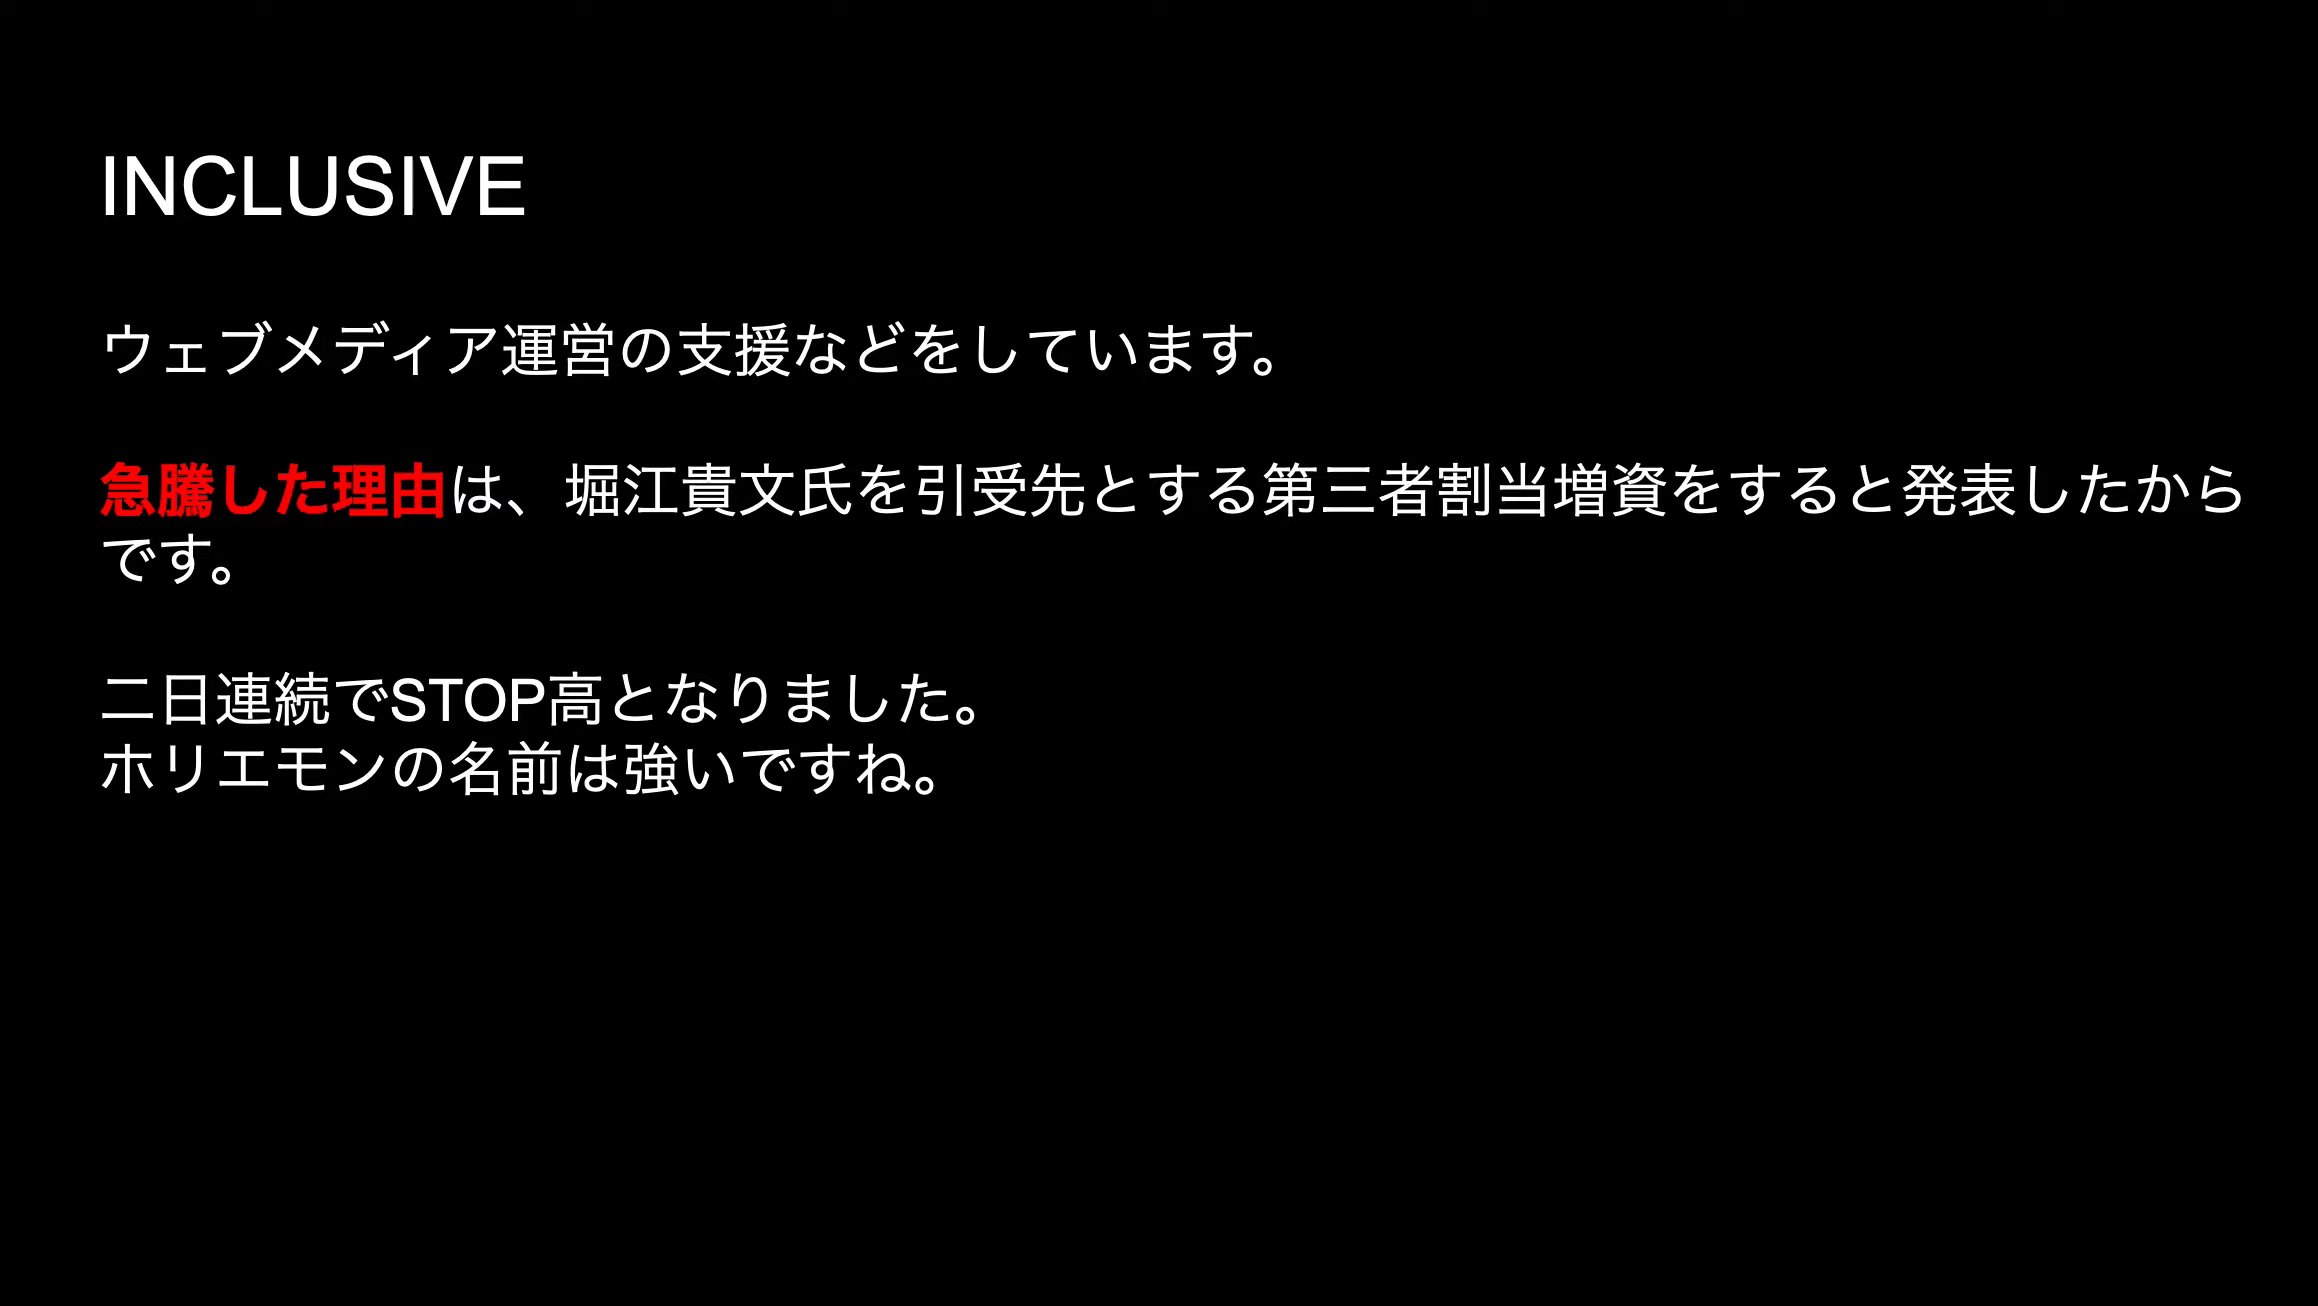 INCLUSIVE
ウェブメディア運営の支援などをしています。
急騰した理由は、堀江貴文氏を引受先とする第三者割当増資をすると発表したから
です。
二日連続でSTOP高となりました。
ホリエモンの名前は強いですね。